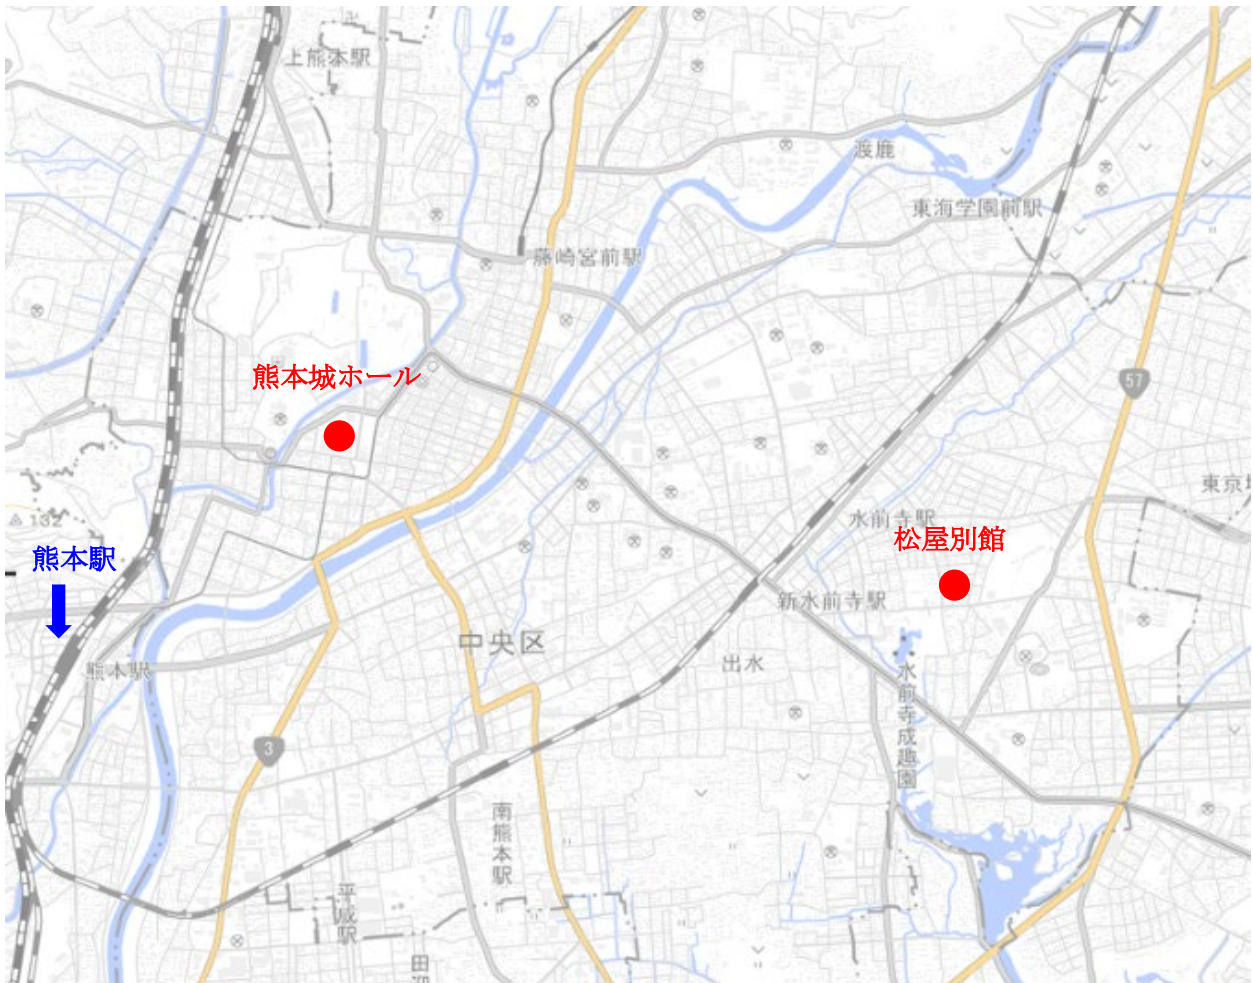 上熊本駅
渡鹿
東海学園前駅
藤崎宮前駅
熊本城ホール
57
東京
132
水前寺駅
松屋別館
熊本駅
新水前寺駅
中央区
出水
熊本駅
水前寺成趣園
3
南熊本駅
平成駅
田